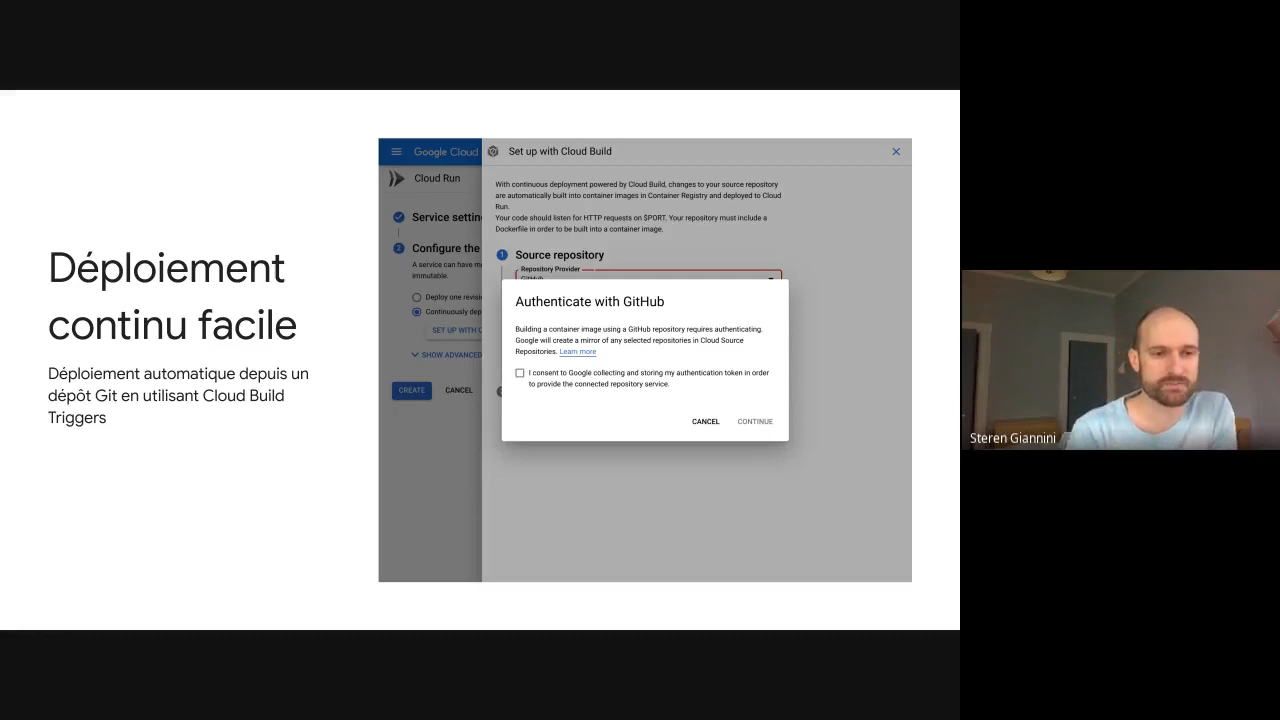 Déploiement
continu facile
Déploiement automatique depuis un
dépôt Git en utilisant Cloud Build
Triggers
Google Cloud
Cloud Run
Service settin
Configure the
A service can have m
immutable.
Deploy one revisi
Continuously dep
SET UP WITH C
SHOW ADVANCED
CREATE
CANCEL
Set up with Cloud Build
With continuous deployment powered by Cloud Build, changes to your source repository
are automatically built into container images in Container Registry and deployed to Cloud
Run.
Your code should listen for HTTP requests on $PORT. Your repository must include a
Dockerfile in order to be built into a container image.
1 Source repository
Repository Provider
GitHub
Authenticate with GitHub
Building a container image using a GitHub repository requires authenticating.
Google will create a mirror of any selected repositories in Cloud Source
Repositories. Learn more
I consent to Google collecting and storing my authentication token in order
to provide the connected repository service.
CANCEL CONTINUE
Steren Giannini